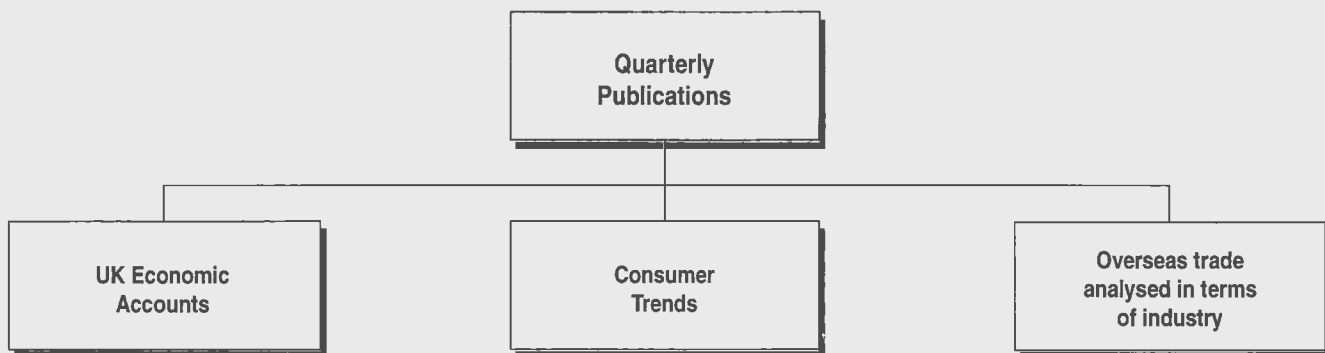 Quarterly
Publications
UK Economic
Accounts
Consumer
Trends
Overseas trade
analysed in terms
of industry